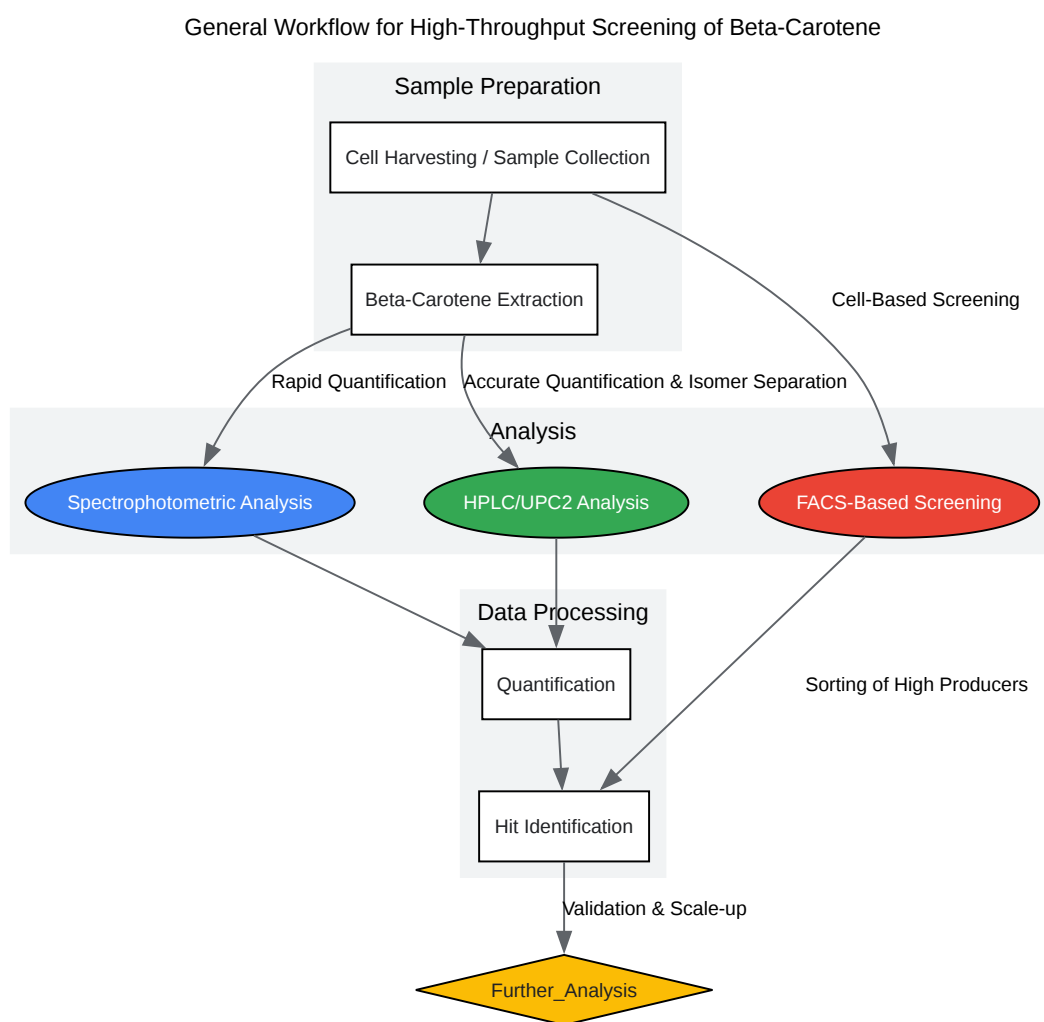 General Workflow for High-Throughput Screening of Beta-Carotene
Sample Preparation
Cell Harvesting / Sample Collection
Beta-Carotene Extraction
Cell-Based Screening
Rapid Quantification
Accurate Quantification & Isomer Separation
Analysis
Spectrophotometric Analysis
HPLC/UPC2 Analysis
FACS-Based Screening
Data Processing
Quantification
Sorting of High Producers
Hit Identification
Validation & Scale-up
Further_Analysis